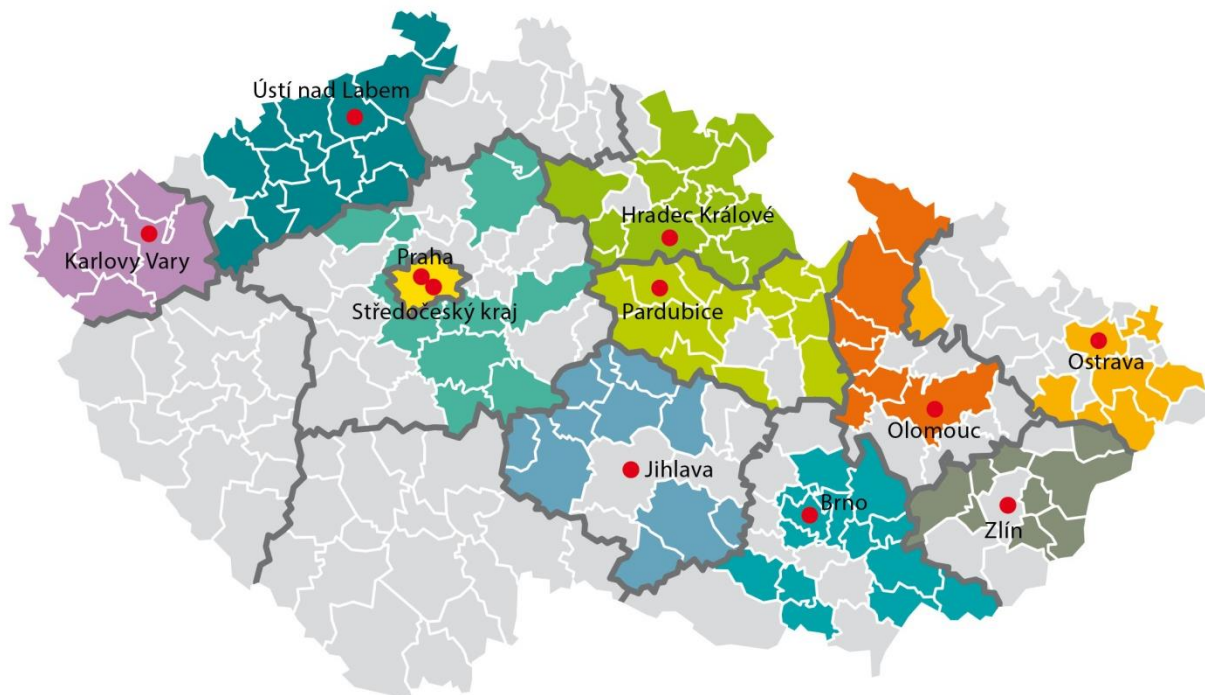 Ústí nad Labem
Hradec Králové
Karlovy Vary
Praha
Středočeský kraj
Pardubice
Ostrava
Olomouc
Jihlava
Brno
Zlín